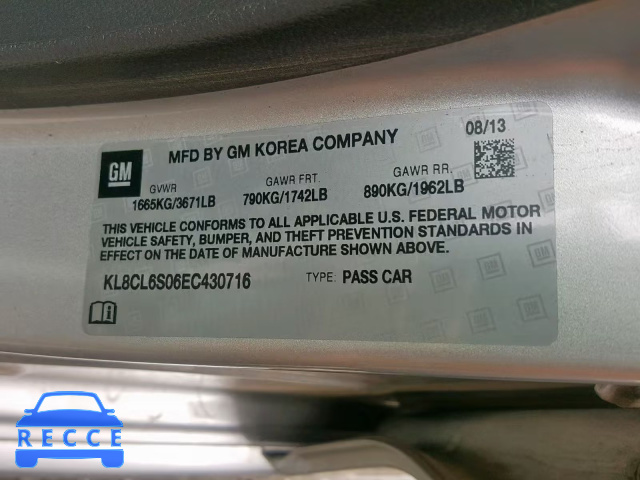 08/13
GM
MFD BY GM KOREA COMPANY
GVWR GAWR FRT. GAWR RR.
1665KG/3671LB 790KG/1742LB 890KG/1962LB
THIS VEHICLE CONFORMS TO ALL APPLICABLE U.S. FEDERAL MOTOR
VEHICLE SAFETY, BUMPER, AND THEFT PREVENTION STANDARDS IN
EFFECT ON THE DATE OF MANUFACTURE SHOWN ABOVE.
KL8CL6S06EC430716 TYPE: PASS CAR
RECCE